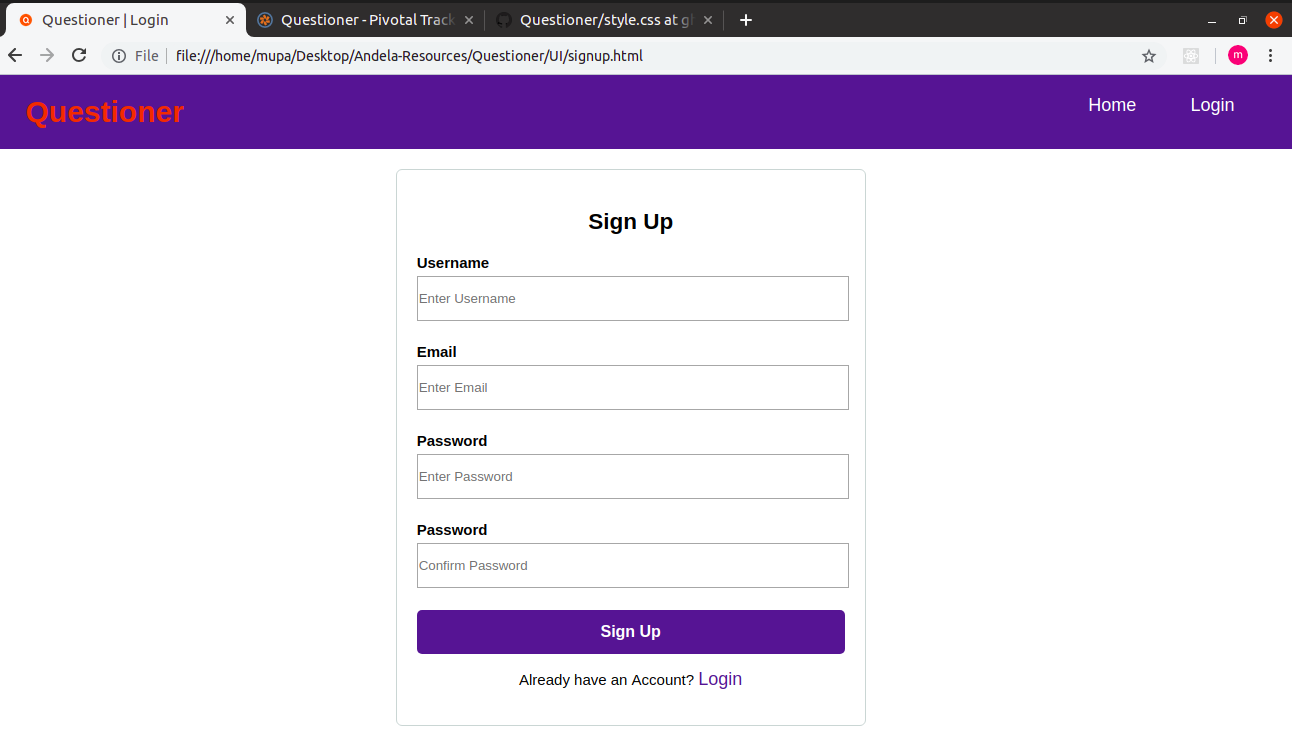 Questioner | Login
Questioner - Pivotal Track
Questioner/style.css at gh
File
file:///home/mupa/Desktop/Andela-Resources/Questioner/UI/signup.html
m
Questioner
Home
Login
Sign Up
Username
Enter Username
Email
Enter Email
Password
Enter Password
Password
Confirm Password
Sign Up
Already have an Account? Login